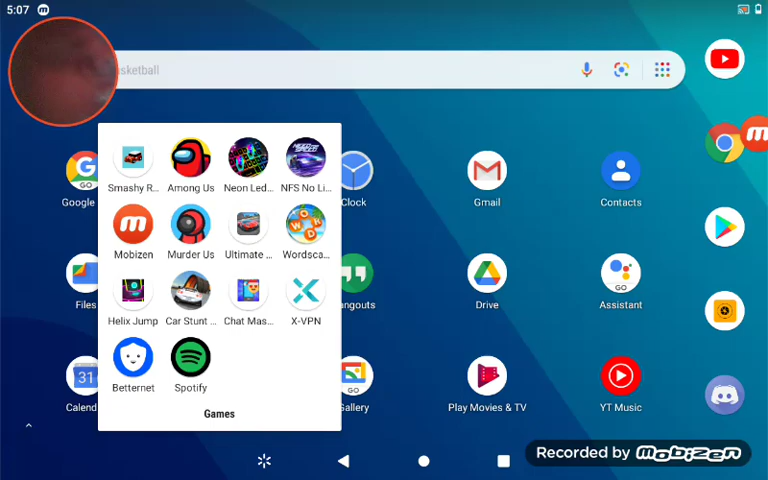 5:07
sketball
Smashy R... Among Us Neon Led... NFS No Li...
Mobizen Murder Us Ultimate ... Wordsca...
Helix Jump Car Stunt ... Chat Mas... X-VPN
Betternet Spotify
Games
Google Clock Gmail Contacts
Files angouts Drive Assistant
Calend Gallery Play Movies & TV YT Music
Recorded by mobizen